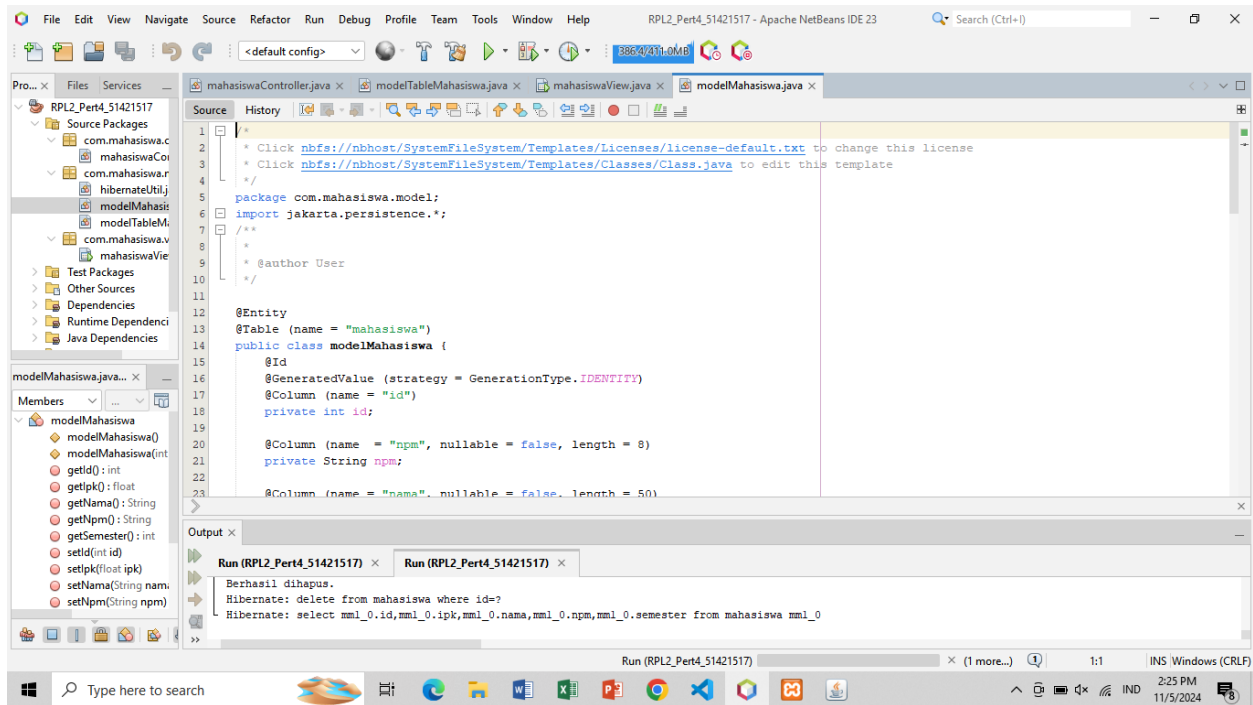 File Edit View Navigate Source Refactor Run Debug Profile Team Tools Window Help RPL2_Pert4_51421517 - Apache NetBeans IDE 23 Search (Ctrl+I)
<default config> 386.4/411.0MB
Pro... Files Services
mahasiswaController.java modelTableMahasiswa.java mahasiswaView.java modelMahasiswa.java
Source History
RPL2_Pert4_51421517
Source Packages
com.mahasiswa.c
mahasiswaCo
com.mahasiswa.r
hibernateUtil.j
modelMahasis
modelTableMa
com.mahasiswa.v
mahasiswaVie
Test Packages
Other Sources
Dependencies
Runtime Dependenci
Java Dependencies
1 /*
2 * Click nbfs://nbhost/SystemFileSystem/Templates/Licenses/license-default.txt to change this license
3 * Click nbfs://nbhost/SystemFileSystem/Templates/Classes/Class.java to edit this template
4 */
5 package com.mahasiswa.model;
6 import jakarta.persistence.*;
7 /**
8 *
9 * @author User
10 */
11
12 @Entity
13 @Table (name = "mahasiswa")
14 public class modelMahasiswa {
15 @Id
16 @GeneratedValue (strategy = GenerationType.IDENTITY)
17 @Column (name = "id")
18 private int id;
19
20 @Column (name  = "npm", nullable = false, length = 8)
21 private String npm;
22
23 @Column (name = "nama", nullable = false, length = 50)
modelMahasiswa.java...
Members ...
modelMahasiswa
modelMahasiswa()
modelMahasiswa(int
getId() : int
getIpk() : float
getNama() : String
getNpm() : String
getSemester() : int
setId(int id)
setIpk(float ipk)
setNama(String nama
setNpm(String npm)
Output
Run (RPL2_Pert4_51421517) Run (RPL2_Pert4_51421517)
Berhasil dihapus.
Hibernate: delete from mahasiswa where id=?
Hibernate: select mm1_0.id,mm1_0.ipk,mm1_0.nama,mm1_0.npm,mm1_0.semester from mahasiswa mm1_0
Run (RPL2_Pert4_51421517) (1 more...) 1 1:1 INS Windows (CRLF)
Type here to search
IND
2:25 PM
11/5/2024
8